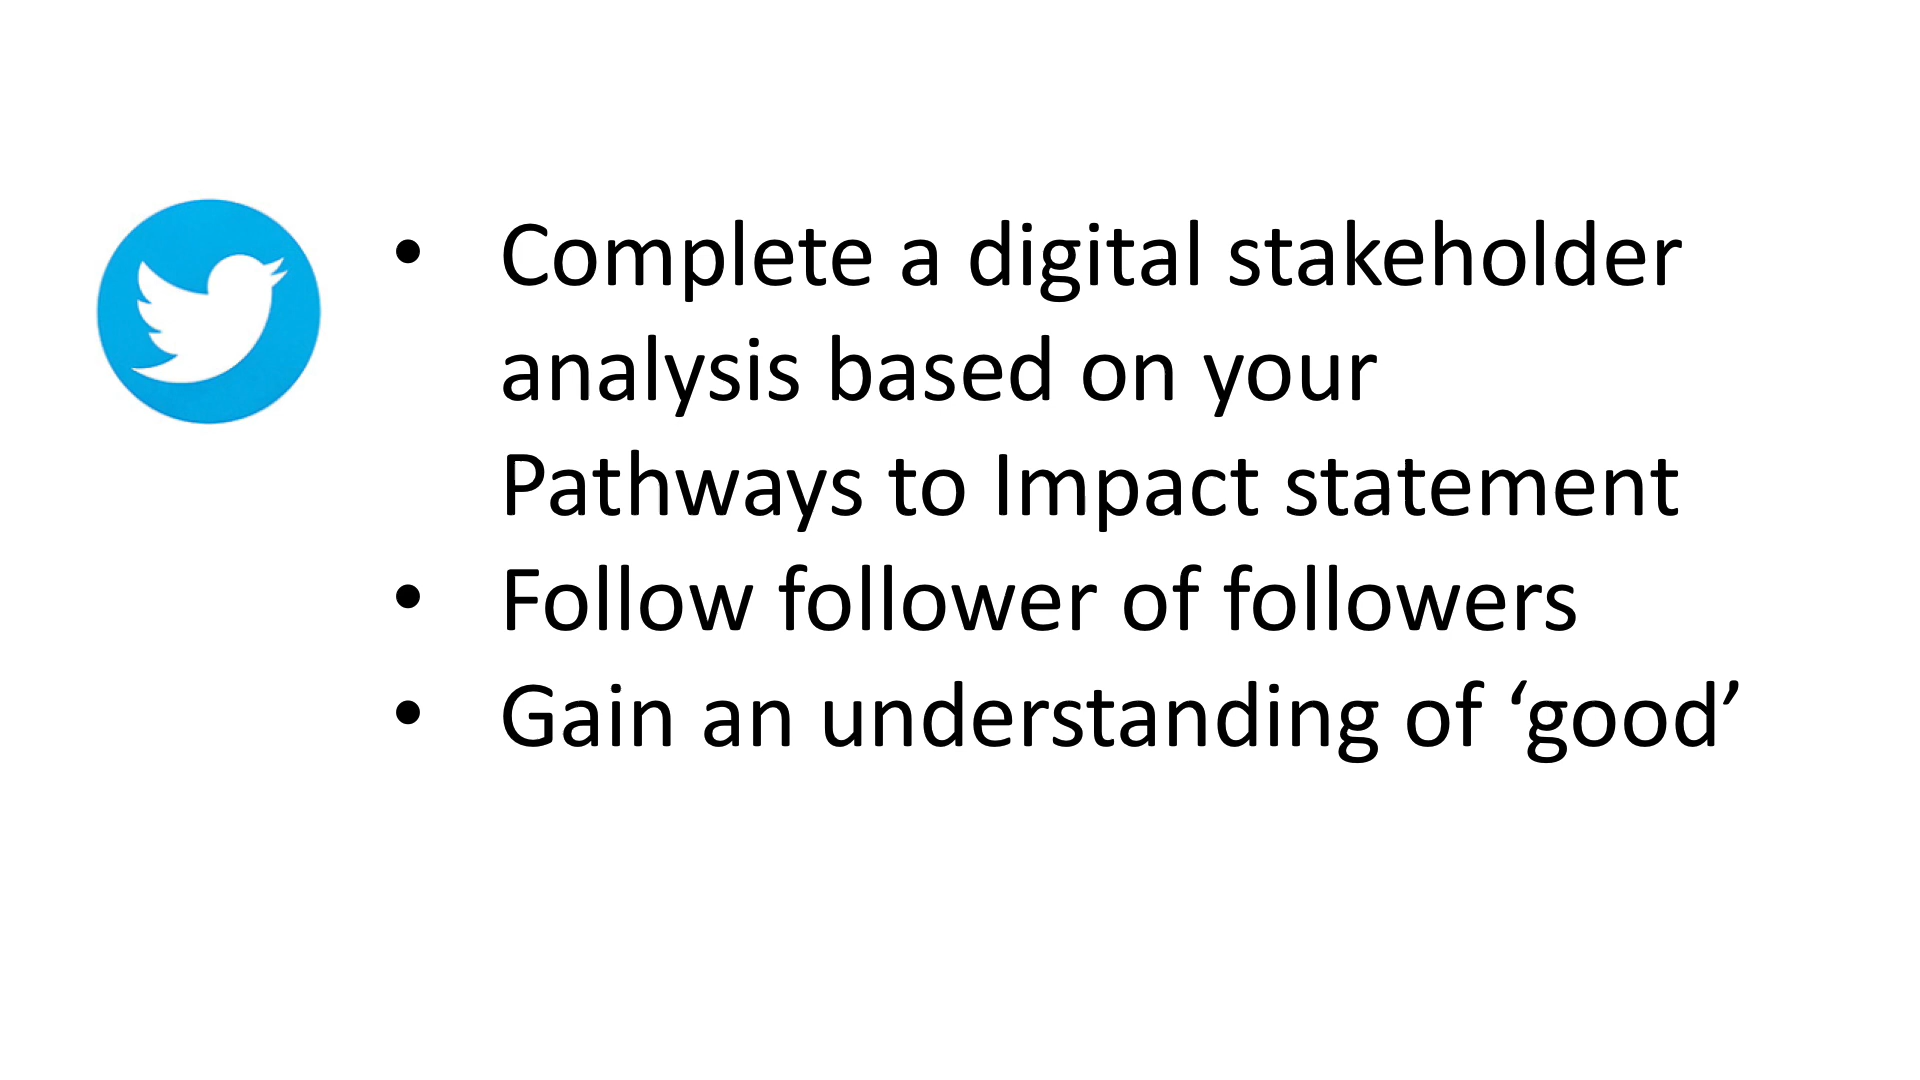 • Complete a digital stakeholder
analysis based on your
Pathways to Impact statement
• Follow follower of followers
• Gain an understanding of ‘good’